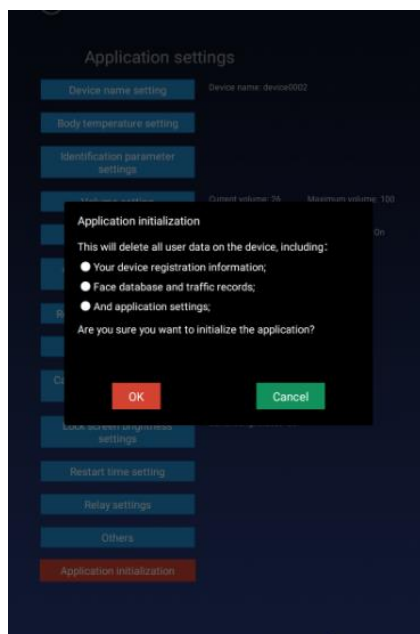 Application settings
Device name setting
Device name: device0002
Body temperature setting
Identification parameter
settings
Current volume: 26
Maximum volume: 100
On
Application initialization
This will delete all user data on the device, including:
Your device registration information;
Face database and traffic records;
And application settings;
Are you sure you want to initialize the application?
OK
Cancel
Lock screen brightness
settings
Restart time setting
Relay settings
Others
Application initialization